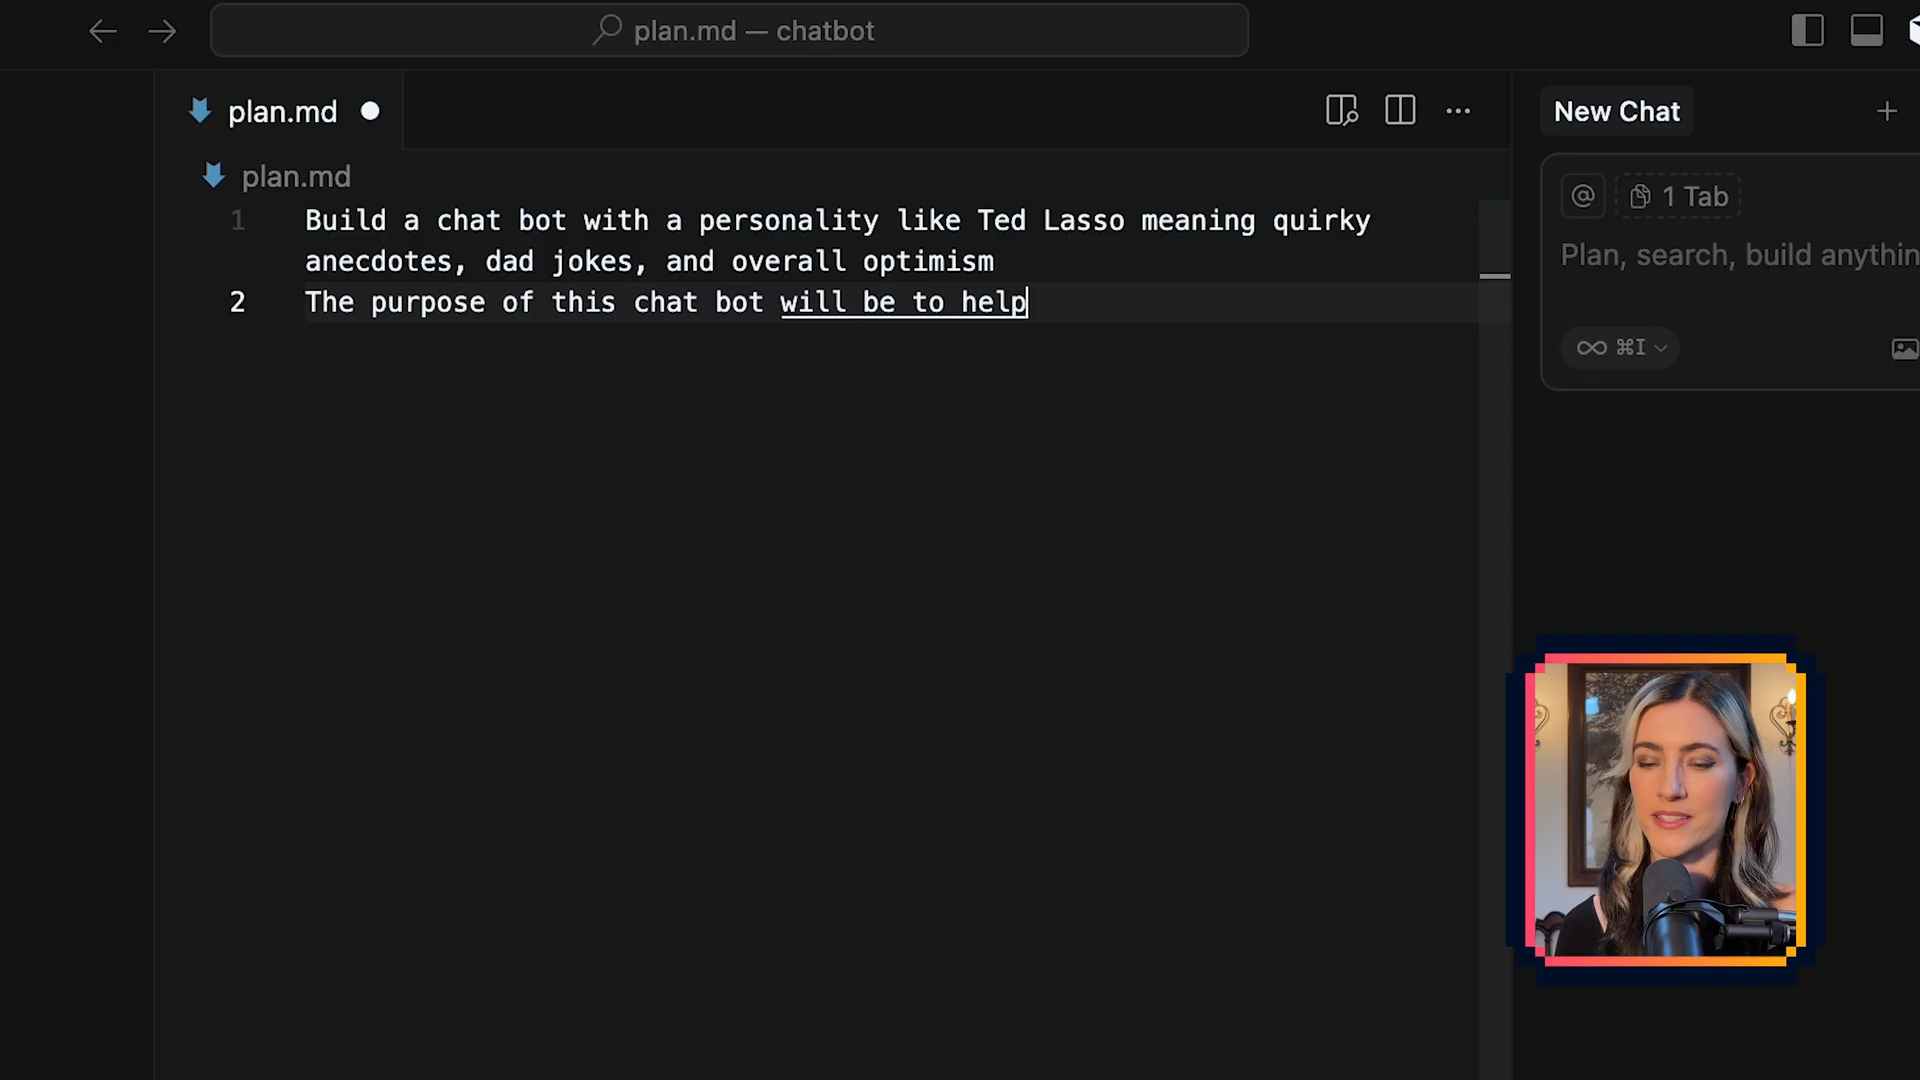 plan.md — chatbot
plan.md
New Chat
plan.md
1 Tab
1 Build a chat bot with a personality like Ted Lasso meaning quirky
anecdotes, dad jokes, and overall optimism
2 The purpose of this chat bot will be to help
Plan, search, build anythin
∞ ⌘I